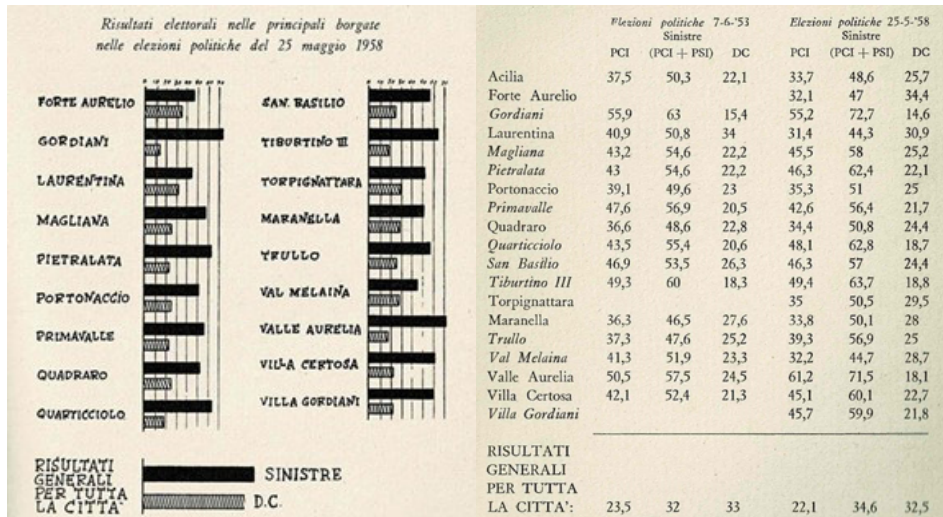 Risultati elettorali nelle principali borgate
nelle elezioni politiche del 25 maggio 1958
FORTE AURELIO
GORDIANI
LAURENTINA
MAGLIANA
PIETRALATA
PORTONACCIO
PRIMAVALLE
QUADRARO
QUARTICCIOLO
SAN BASILIO
TIBURTINO III
TORPIGNATTARA
MARANELLA
TRULLO
VAL MELAINA
VALLE AURELIA
VILLA CERTOSA
VILLA GORDIANI
RISULTATI
GENERALI
PER TUTTA
LA CITTA'
SINISTRE
D.C.
Elezioni politiche 7-6-'53 Elezioni politiche 25-5-'58
Sinistre Sinistre
PCI (PCI + PSI) DC PCI (PCI + PSI) DC
Acilia 37,5 50,3 22,1 33,7 48,6 25,7
Forte Aurelio 32,1 47 34,4
Gordiani 55,9 63 15,4 55,2 72,7 14,6
Laurentina 40,9 50,8 34 31,4 44,3 30,9
Magliana 43,2 54,6 22,2 45,5 58 25,2
Pietralata 43 54,6 22,2 46,3 62,4 22,1
Portonaccio 39,1 49,6 23 35,3 51 25
Primavalle 47,6 56,9 20,5 42,6 56,4 21,7
Quadraro 36,6 48,6 22,8 34,4 50,8 24,4
Quarticciolo 43,5 55,4 20,6 48,1 62,8 18,7
San Basilio 46,9 53,5 26,3 46,3 57 24,4
Tiburtino III 49,3 60 18,3 49,4 63,7 18,8
Torpignattara 35 50,5 29,5
Maranella 36,3 46,5 27,6 33,8 50,1 28
Trullo 37,3 47,6 25,2 39,3 56,9 25
Val Melaina 41,3 51,9 23,3 32,2 44,7 28,7
Valle Aurelia 50,5 57,5 24,5 61,2 71,5 18,1
Villa Certosa 42,1 52,4 21,3 45,1 60,1 22,7
Villa Gordiani 45,7 59,9 21,8
RISULTATI
GENERALI
PER TUTTA
LA CITTA': 23,5 32 33 22,1 34,6 32,5